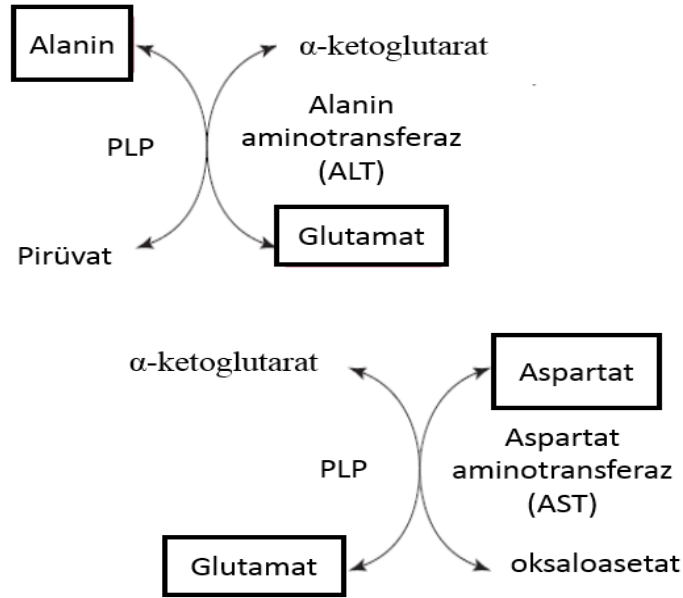 Alanin
α-ketoglutarat
PLP
Alanin
aminotransferaz
(ALT)
Pirüvat
Glutamat
α-ketoglutarat
Aspartat
PLP
Aspartat
aminotransferaz
(AST)
Glutamat
oksaloasetat